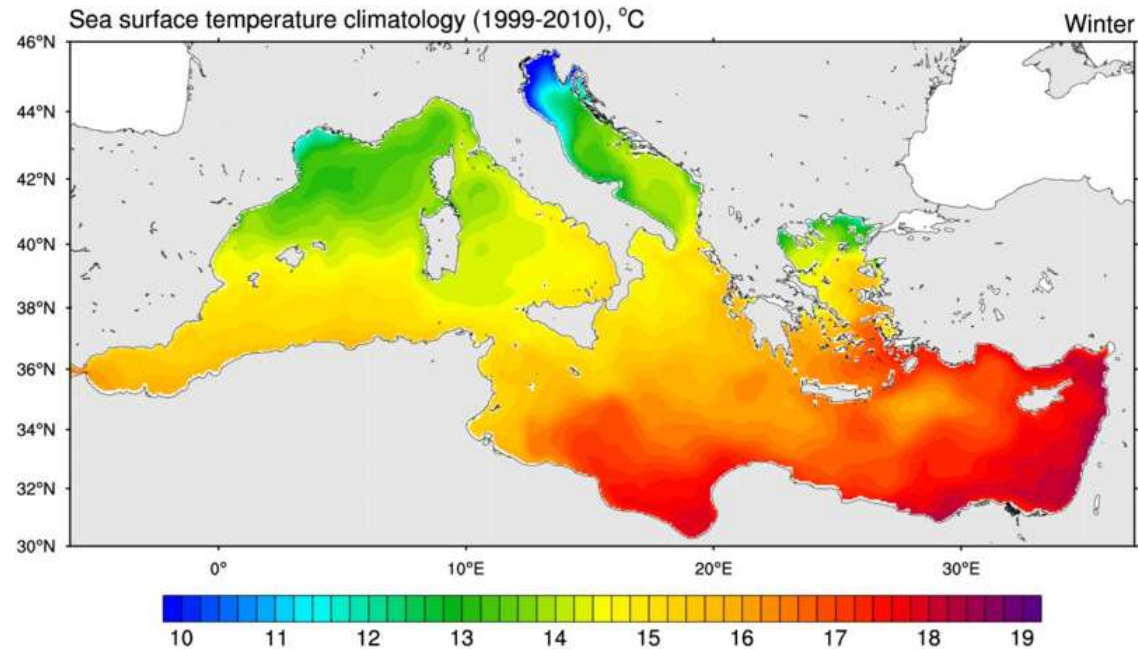 Sea surface temperature climatology (1999-2010), °C
Winter
46°N
44°N
42°N
40°N
38°N
36°N
34°N
32°N
30°N
0° 10°E 20°E 30°E
10 11 12 13 14 15 16 17 18 19